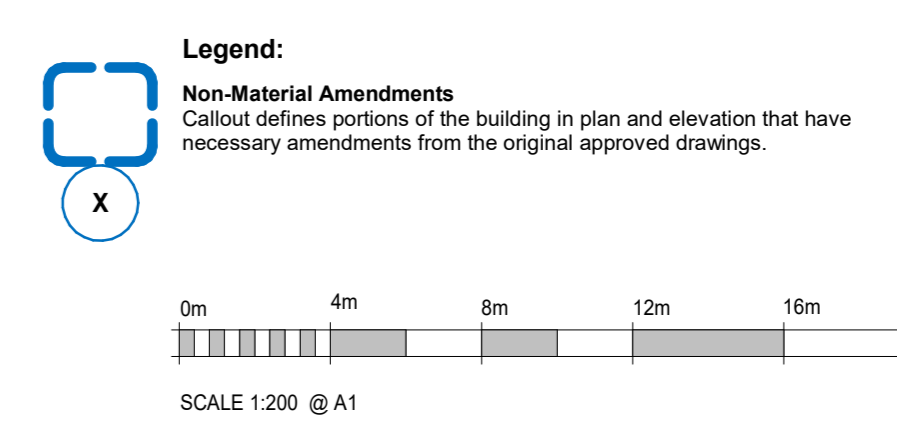 Legend:
Non-Material Amendments
Callout defines portions of the building in plan and elevation that have
necessary amendments from the original approved drawings.
X
0m 4m 8m 12m 16m
SCALE 1:200 @ A1